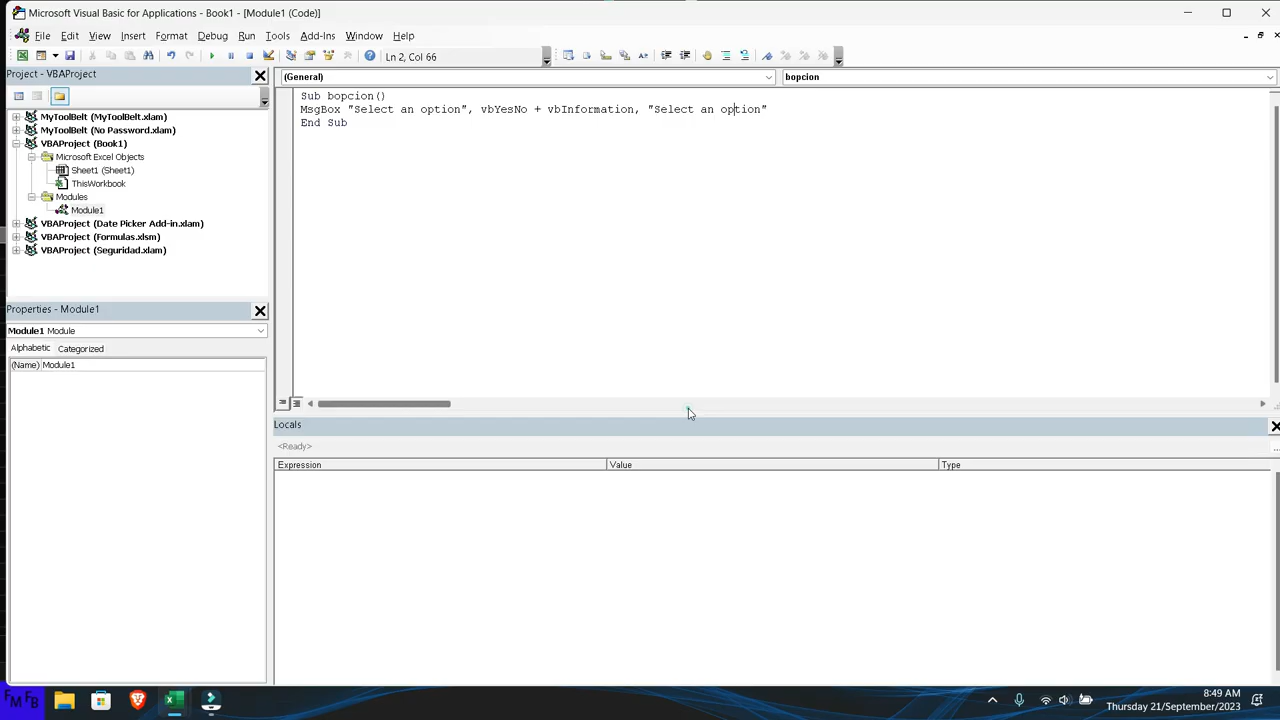 Microsoft Visual Basic for Applications - Book1 - [Module1 (Code)]
File Edit View Insert Format Debug Run Tools Add-Ins Window Help
Ln 2, Col 66
Project - VBAProject
(General)
bopcion
MyToolBelt (MyToolBelt.xlam)
MyToolBelt (No Password.xlam)
VBAProject (Book1)
Microsoft Excel Objects
Sheet1 (Sheet1)
ThisWorkbook
Modules
Module1
VBAProject (Date Picker Add-in.xlam)
VBAProject (Formulas.xlsm)
VBAProject (Seguridad.xlam)
Sub bopcion()
MsgBox "Select an option", vbYesNo + vbInformation, "Select an option"
End Sub
Properties - Module1
Module1 Module
Alphabetic Categorized
(Name) Module1
Locals
<Ready>
Expression Value Type
FMFB
8:49 AM
Thursday 21/September/2023